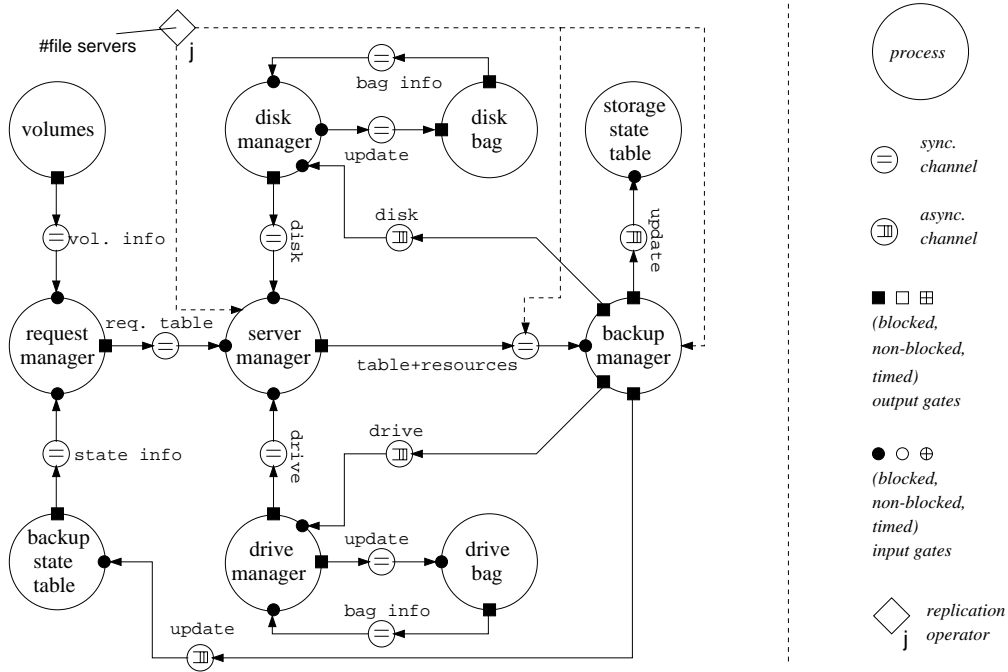 #file servers
j
bag info
volumes
disk
manager
disk
bag
storage
state
table
update
disk
update
vol. info
disk
request
manager
req. table
server
manager
table+resources
backup
manager
state info
drive
drive
backup
state
table
drive
manager
update
drive
bag
bag info
update
process
sync.
channel
async.
channel
(blocked,
non-blocked,
timed)
output gates
(blocked,
non-blocked,
timed)
input gates
j
replication
operator